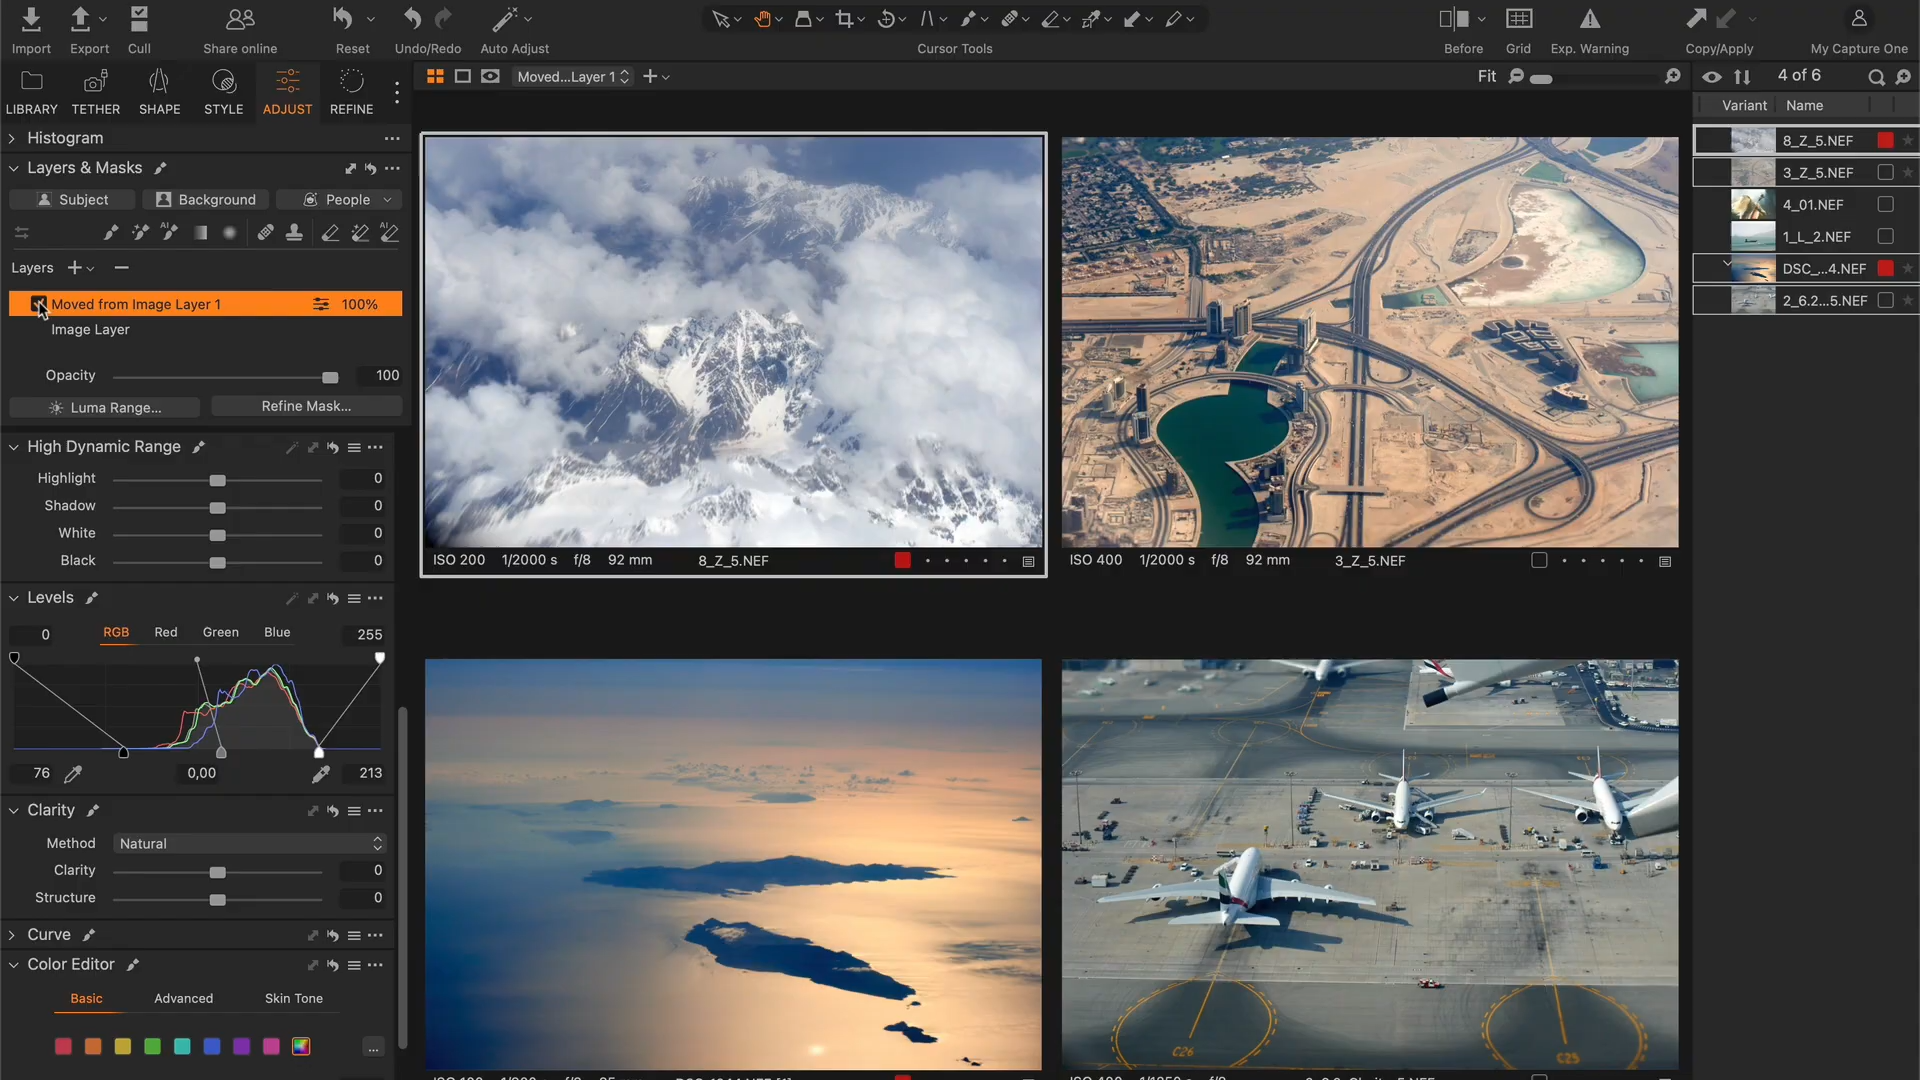 Import Export Cull Share online Reset Undo/Redo Auto Adjust Cursor Tools Before Grid Exp. Warning Copy/Apply My Capture One
LIBRARY TETHER SHAPE STYLE ADJUST REFINE
Moved...Layer 1
Fit
4 of 6
Variant Name
Histogram
Layers & Masks
Subject Background People
AI AI
Layers
Moved from Image Layer 1 100%
Image Layer
Opacity 100
Luma Range... Refine Mask...
High Dynamic Range
Highlight 0
Shadow 0
White 0
Black 0
Levels
0 RGB Red Green Blue 255
76 0,00 213
Clarity
Method Natural
Clarity 0
Structure 0
Curve
Color Editor
Basic Advanced Skin Tone
...
ISO 200 1/2000 s f/8 92 mm 8_Z_5.NEF
ISO 400 1/2000 s f/8 92 mm 3_Z_5.NEF
C26
C25
8_Z_5.NEF
3_Z_5.NEF
4_01.NEF
1_L_2.NEF
DSC_...4.NEF
2_6.2...5.NEF